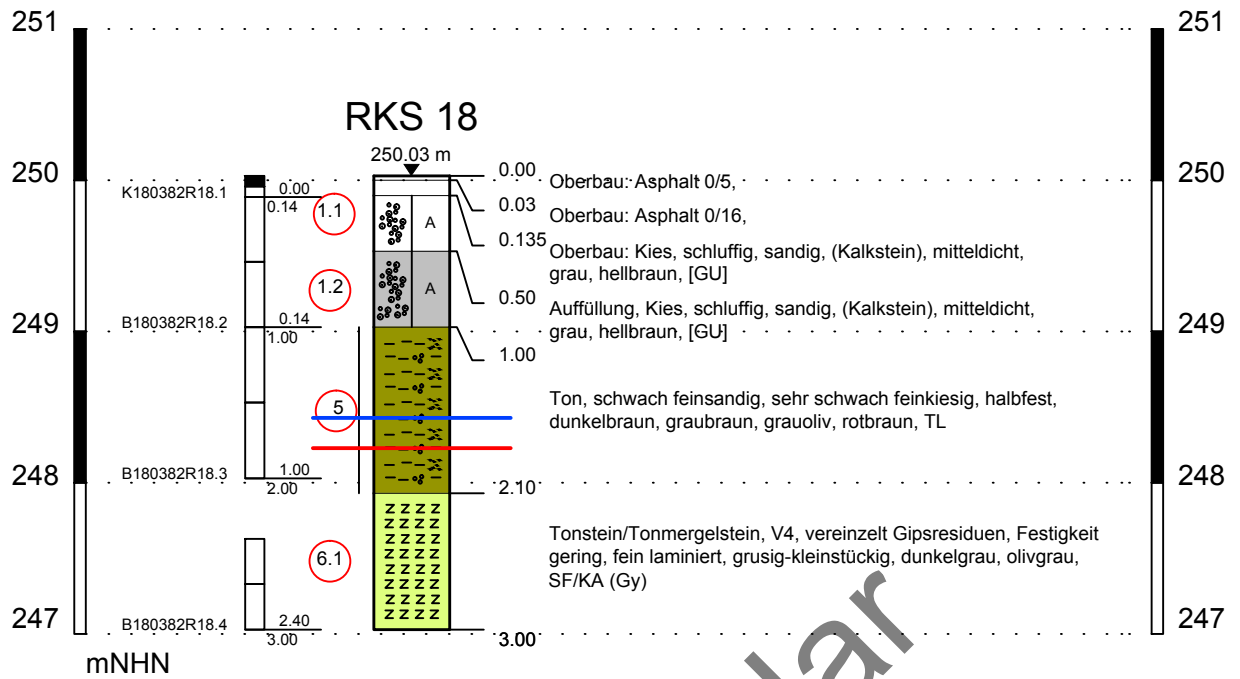 251
251
RKS 18
250.03 m
250
250
K180382R18.1
0.00
0.14
1.1
A
0.00
Oberbau: Asphalt 0/5,
0.03
Oberbau: Asphalt 0/16,
0.135
Oberbau: Kies, schluffig, sandig, (Kalkstein), mitteldicht,
grau, hellbraun, [GU]
1.2
A
0.50
Auffüllung, Kies, schluffig, sandig, (Kalkstein), mitteldicht,
grau, hellbraun, [GU]
249
249
B180382R18.2
0.14
1.00
1.00
5
Ton, schwach feinsandig, sehr schwach feinkiesig, halbfest,
dunkelbraun, graubraun, grauoliv, rotbraun, TL
248
248
B180382R18.3
1.00
2.00
2.10
Z Z Z Z
Z Z Z Z
Z Z Z Z
Z Z Z Z
Z Z Z Z
Z Z Z Z
Z Z Z Z
Z Z Z Z
6.1
Tonstein/Tonmergelstein, V4, vereinzelt Gipsresiduen, Festigkeit
gering, fein laminiert, grusig-kleinstückig, dunkelgrau, olivgrau,
SF/KA (Gy)
247
247
B180382R18.4
2.40
3.00
3.00
mNHN
lar